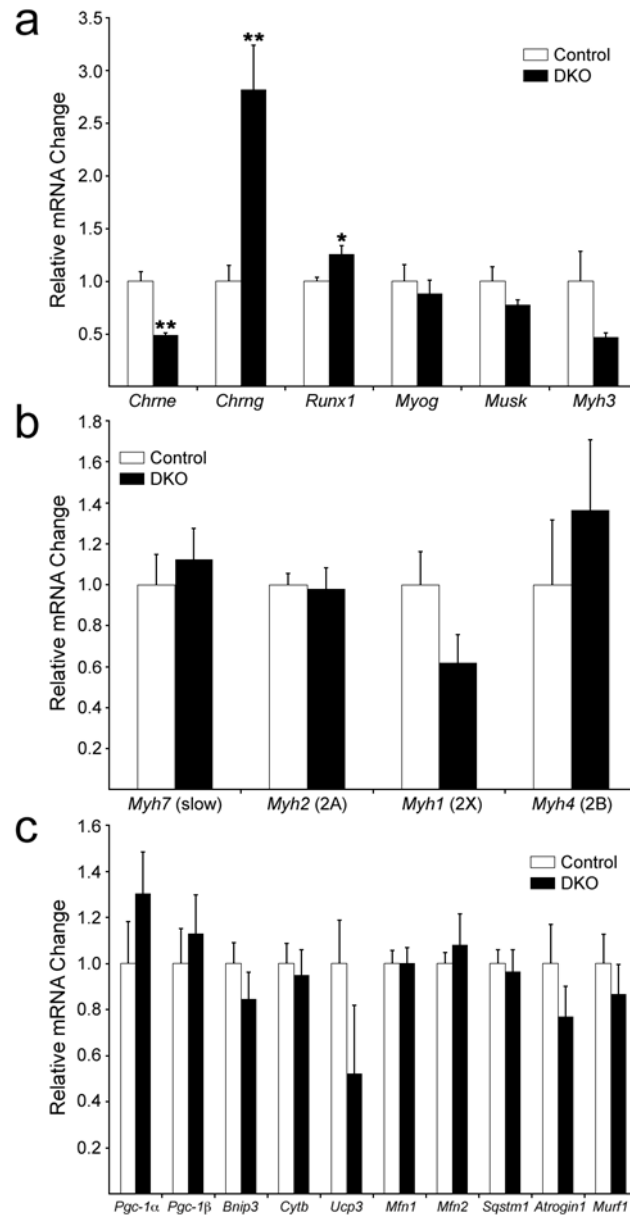 a
**
Control
DKO
3.5
3.0
2.5
2.0
1.5
1.0
0.5
Relative mRNA Change
*
**
Chrne Chrng Runx1 Myog Musk Myh3
b
1.8
1.6
1.4
1.2
1.0
0.8
0.6
0.4
0.2
Relative mRNA Change
Control
DKO
Myh7 (slow) Myh2 (2A) Myh1 (2X) Myh4 (2B)
c
1.6
1.4
1.2
1.0
0.8
0.6
0.4
0.2
Relative mRNA Change
Control
DKO
Pgc-1α Pgc-1β Bnip3 Cytb Ucp3 Mfn1 Mfn2 Sqstm1 Atrogin1 Murf1